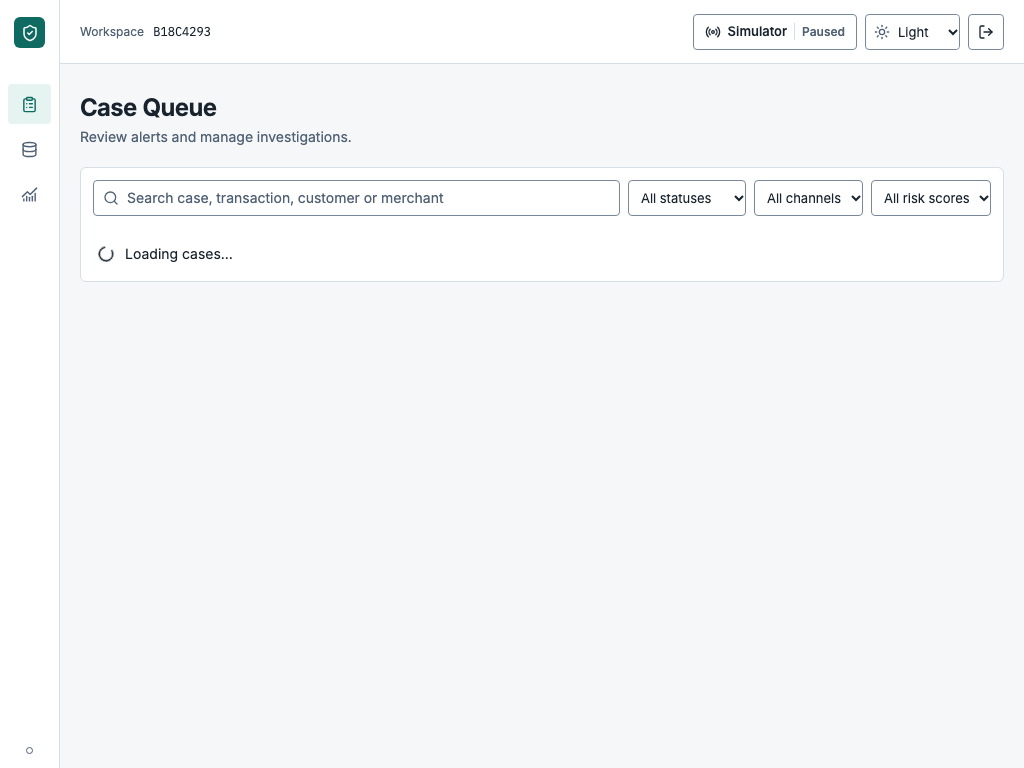 Workspace B18C4293
Simulator Paused
Light
Case Queue
Review alerts and manage investigations.
Search case, transaction, customer or merchant
All statuses
All channels
All risk scores
Loading cases...